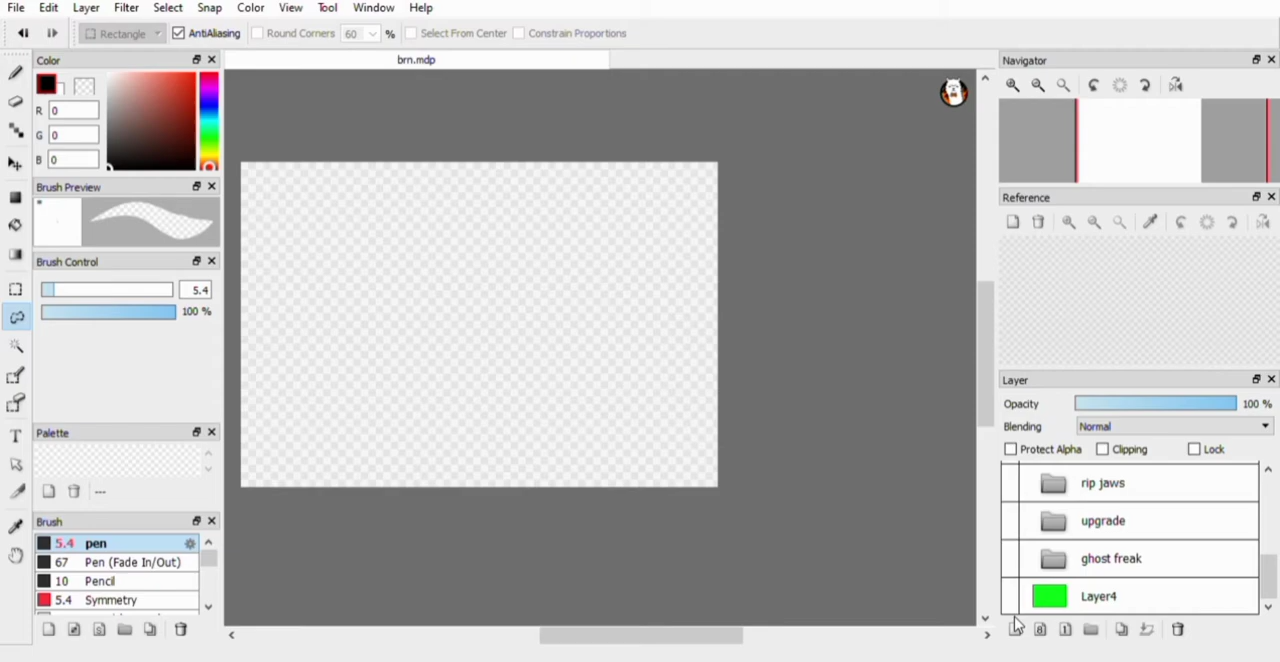 File Edit Layer Filter Select Snap Color View Tool Window Help
Rectangle AntiAliasing Round Corners 60 % Select From Center Constrain Proportions
Color
brn.mdp
Navigator
R 0
G 0
B 0
Brush Preview
Reference
Brush Control
5.4
100 %
Layer
Opacity 100 %
Blending Normal
Protect Alpha Clipping Lock
Palette
---
rip jaws
upgrade
ghost freak
Layer4
Brush
5.4 pen
67 Pen (Fade In/Out)
10 Pencil
5.4 Symmetry